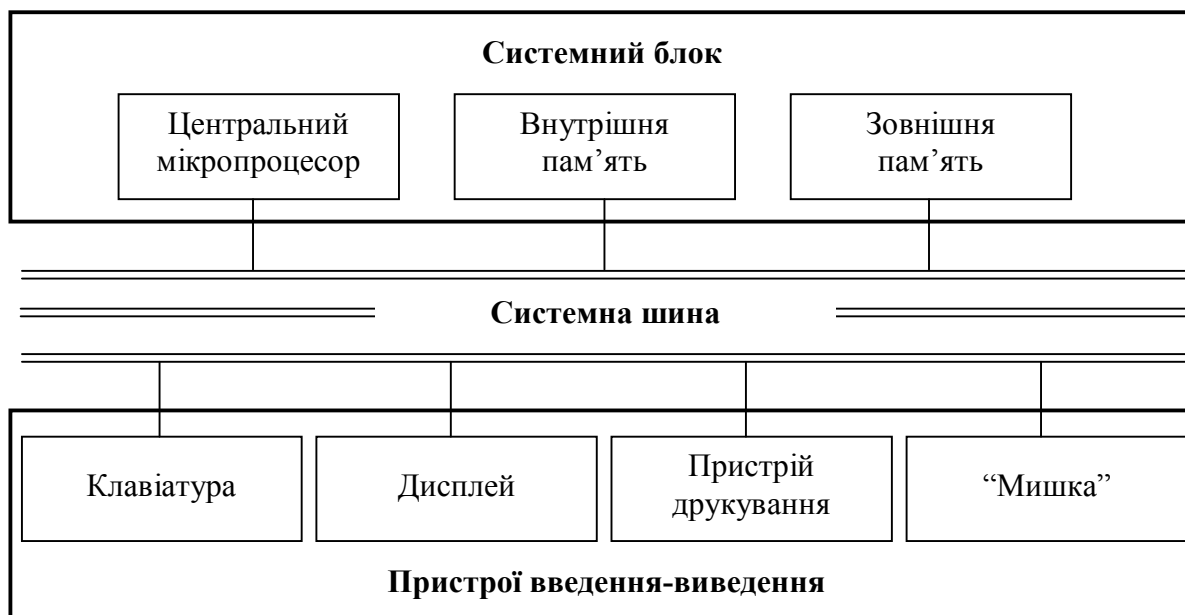 Системний блок
Центральний
мікропроцесор
Внутрішня
пам’ять
Зовнішня
пам’ять
Системна шина
Клавіатура
Дисплей
Пристрій
друкування
“Мишка”
Пристрої введення-виведення